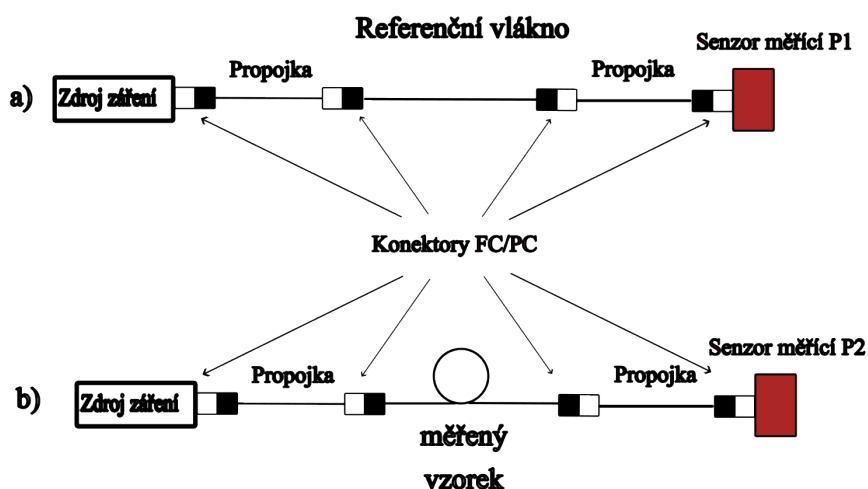 Referenční vlákno
Senzor měřící P1
Propojka
Propojka
a)
Zdroj záření
Konektory FC/PC
Senzor měřící P2
Propojka
Propojka
b)
Zdroj záření
měřený
vzorek